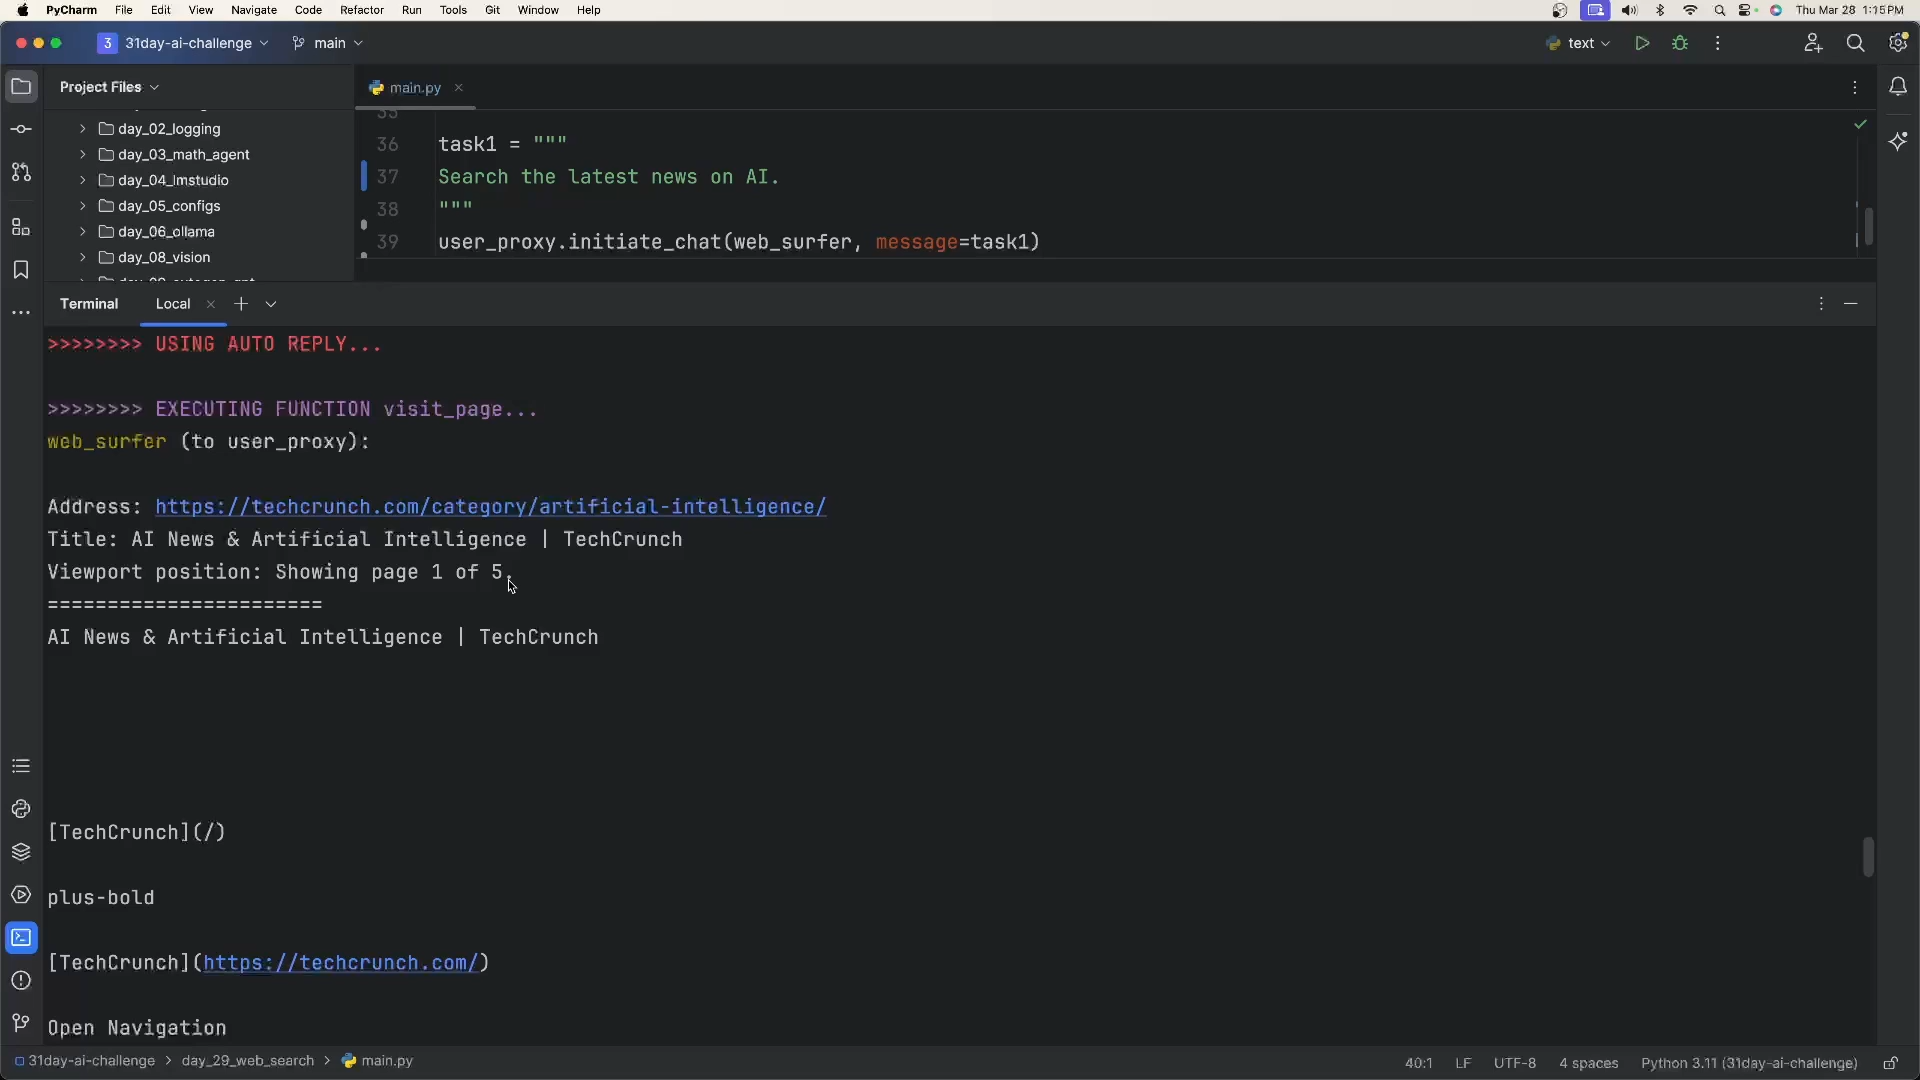 PyCharm File Edit View Navigate Code Refactor Run Tools Git Window Help Thu Mar 28 1:15 PM
3 31day-ai-challenge main text
Project Files main.py
day_02_logging
day_03_math_agent
day_04_lmstudio
day_05_configs
day_06_ollama
day_08_vision
35
36 task1 = """
37 Search the latest news on AI.
38 """
39 user_proxy.initiate_chat(web_surfer, message=task1)
Terminal Local
>>>>>>>> USING AUTO REPLY...
>>>>>>>> EXECUTING FUNCTION visit_page...
web_surfer (to user_proxy):
Address: https://techcrunch.com/category/artificial-intelligence/
Title: AI News & Artificial Intelligence | TechCrunch
Viewport position: Showing page 1 of 5.
=======================
AI News & Artificial Intelligence | TechCrunch
[TechCrunch](/)
plus-bold
[TechCrunch](https://techcrunch.com/)
Open Navigation
31day-ai-challenge > day_29_web_search > main.py 40:1 LF UTF-8 4 spaces Python 3.11 (31day-ai-challenge)